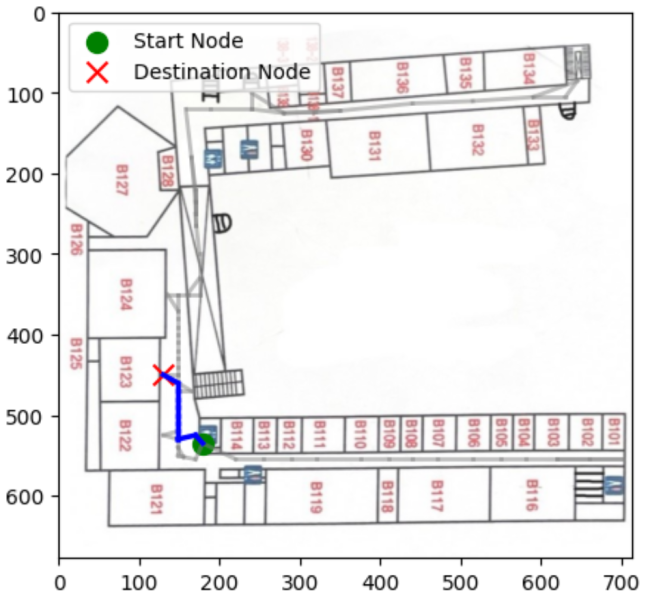 Start Node
Destination Node
0
100
200
300
400
500
600
0
100
200
300
400
500
600
700
B137
B136
B135
B134
B133
B132
B131
B130
B128
B127
B126
B124
B125
B123
B122
B121
B114
B113
B112
B111
B110
B109
B108
B107
B106
B105
B104
B103
B102
B101
B119
B118
B117
B116